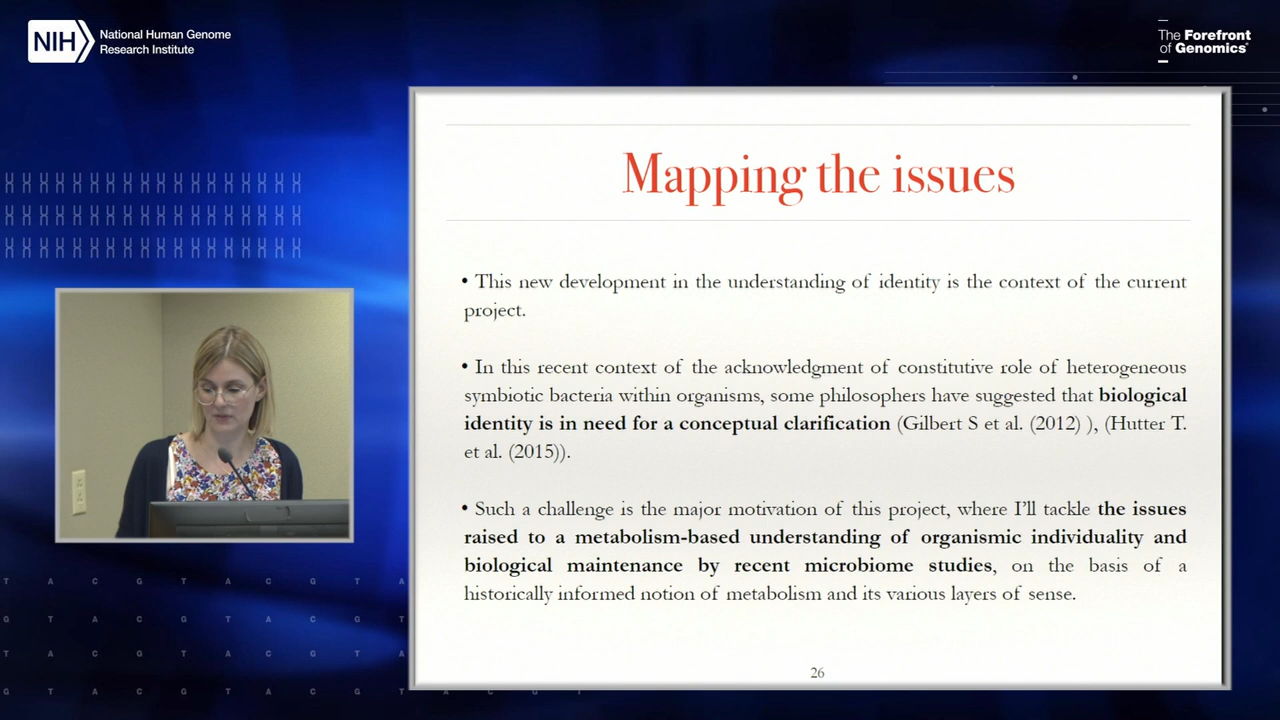 NIH
National Human Genome
Research Institute
The Forefront
of Genomics®
Mapping the issues
• This new development in the understanding of identity is the context of the current
project.
• In this recent context of the acknowledgment of constitutive role of heterogeneous
symbiotic bacteria within organisms, some philosophers have suggested that biological
identity is in need for a conceptual clarification (Gilbert S et al. (2012) ), (Hutter T.
et al. (2015)).
• Such a challenge is the major motivation of this project, where I'll tackle the issues
raised to a metabolism-based understanding of organismic individuality and
biological maintenance by recent microbiome studies, on the basis of a
historically informed notion of metabolism and its various layers of sense.
26
T A C G T A C G T A
G T A C G T A C G T
T A C G T A C G T A
G T A C G T A C G T A C G T